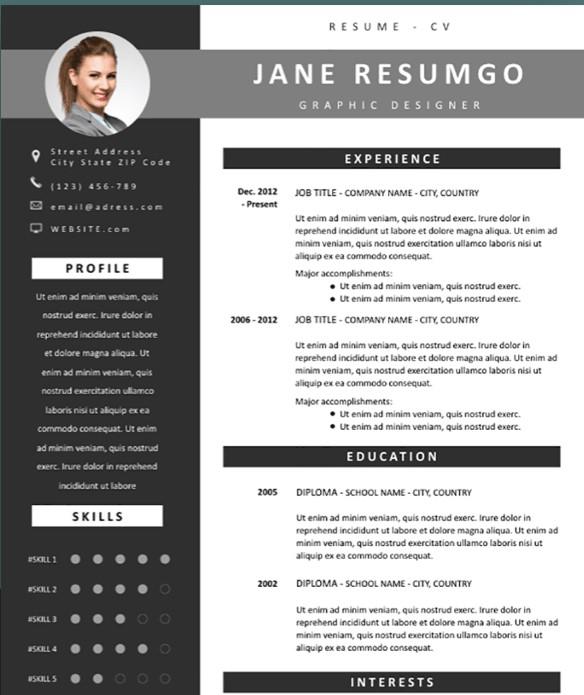 RESUME - CV
JANE RESUMGO
GRAPHIC DESIGNER
Street Address
City State ZIP Code
(123) 456-789
email@adress.com
WEBSITE.com
PROFILE
Ut enim ad minim veniam, quis
nostrud exerc. Irure dolor in
reprehend incididunt ut labore
et dolore magna aliqua. Ut
enim ad minim veniam, quis
nostrud exercitation ullamco
laboris nisi ut aliquip ex ea
commodo consequat. Ut enim
ad minim veniam, quis nostrud
exerc. Irure dolor in reprehend
incididunt ut labore
SKILLS
#SKILL 1
#SKILL 2
#SKILL 3
#SKILL 4
#SKILL 5
EXPERIENCE
Dec. 2012 JOB TITLE - COMPANY NAME - CITY, COUNTRY
- Present
Ut enim ad minim veniam, quis nostrud exerc. Irure dolor in
reprehend incididunt ut labore et dolore magna aliqua. Ut enim ad
minim veniam, quis nostrud exercitation ullamco laboris nisi ut
aliquip ex ea commodo consequat.
Major accomplishments:
● Ut enim ad minim veniam, quis nostrud exerc.
● Ut enim ad minim veniam, quis nostrud exerc.
2006 - 2012 JOB TITLE - COMPANY NAME - CITY, COUNTRY
Ut enim ad minim veniam, quis nostrud exerc. Irure dolor in
reprehend incididunt ut labore et dolore magna aliqua. Ut enim ad
minim veniam, quis nostrud exercitation ullamco laboris nisi ut
aliquip ex ea commodo consequat.
Major accomplishments:
● Ut enim ad minim veniam, quis nostrud exerc.
● Ut enim ad minim veniam, quis nostrud exerc.
EDUCATION
2005 DIPLOMA - SCHOOL NAME - CITY, COUNTRY
Ut enim ad minim veniam, quis nostrud exerc. Irure dolor in
reprehend incididunt ut labore et dolore magna aliqua. Ut enim ad
minim veniam, quis nostrud exercitation ullamco laboris nisi ut
aliquip ex ea commodo consequat.
2002 DIPLOMA - SCHOOL NAME - CITY, COUNTRY
Ut enim ad minim veniam, quis nostrud exerc. Irure dolor in
reprehend incididunt ut labore et dolore magna aliqua. Ut enim ad
minim veniam, quis nostrud exercitation ullamco laboris nisi ut
aliquip ex ea commodo consequat.
INTERESTS